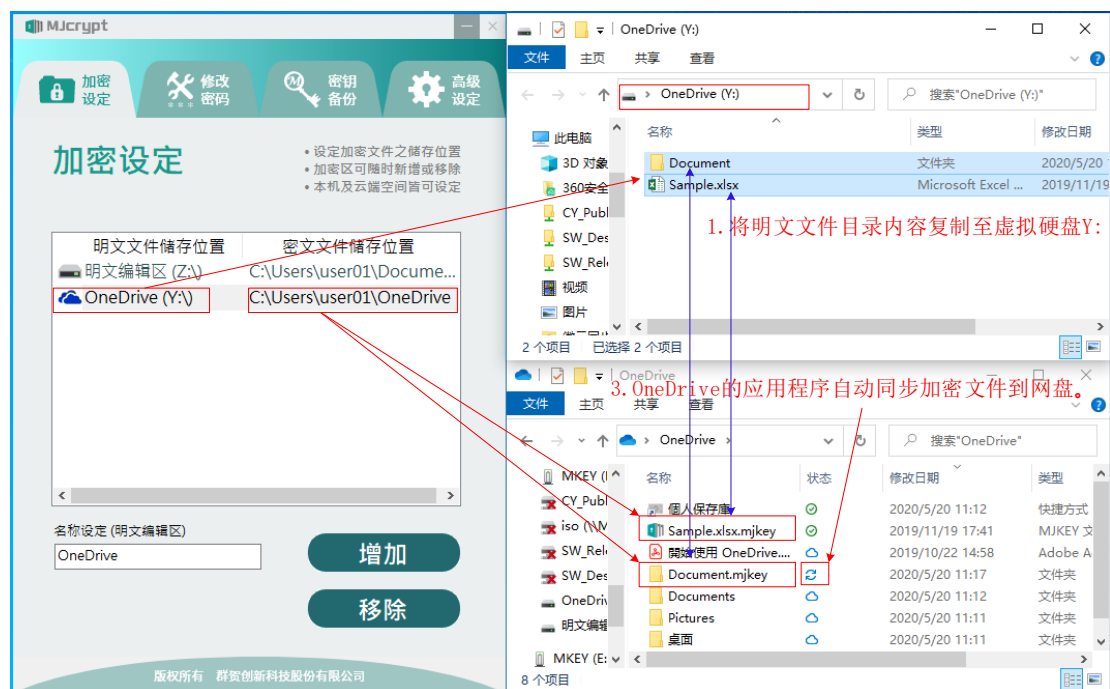 MJcrypt
加密
设定
修改
密码
密钥
备份
高级
设定
加密设定
• 设定加密文件之储存位置
• 加密区可随时新增或移除
• 本机及云端空间皆可设定
明文文件储存位置 密文文件储存位置
明文编辑区 (Z:\) C:\Users\user01\Docume...
OneDrive (Y:\) C:\Users\user01\OneDrive
名称设定 (明文编辑区)
OneDrive
增加
移除
版权所有 群贺创新科技股份有限公司
OneDrive (Y:)
文件 主页 共享 查看
OneDrive (Y:)
搜索"OneDrive (Y:)"
此电脑
3D 对象
360安全
CY_Publ
SW_Des
SW_Rele
视频
图片
名称 类型 修改日期
Document 文件夹 2020/5/20
Sample.xlsx Microsoft Excel ... 2019/11/19
1.将明文文件目录内容复制至虚拟硬盘Y:
2 个项目 已选择 2 个项目
OneDrive
3.OneDrive的应用程序自动同步加密文件到网盘。
文件 主页 共享 查看
OneDrive
搜索"OneDrive"
MKEY (
CY_Publ
iso (\\M
SW_Rele
SW_Des
OneDriv
明文编辑
MKEY (E:
名称 状态 修改日期 类型
個人保存庫 2020/5/20 11:12 快捷方式
Sample.xlsx.mjkey 2019/11/19 17:41 MJKEY 文
開始使用 OneDrive.... 2019/10/22 14:58 Adobe A
Document.mjkey 2020/5/20 11:17 文件夹
Documents 2020/5/20 11:12 文件夹
Pictures 2020/5/20 11:11 文件夹
桌面 2020/5/20 11:11 文件夹
8 个项目